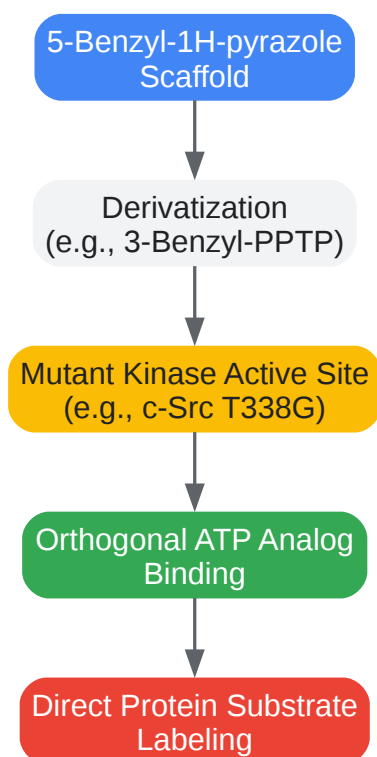 5-Benzyl-1H-pyrazole
Scaffold
Derivatization
(e.g., 3-Benzyl-PPTP)
Mutant Kinase Active Site
(e.g., c-Src T338G)
Orthogonal ATP Analog
Binding
Direct Protein Substrate
Labeling